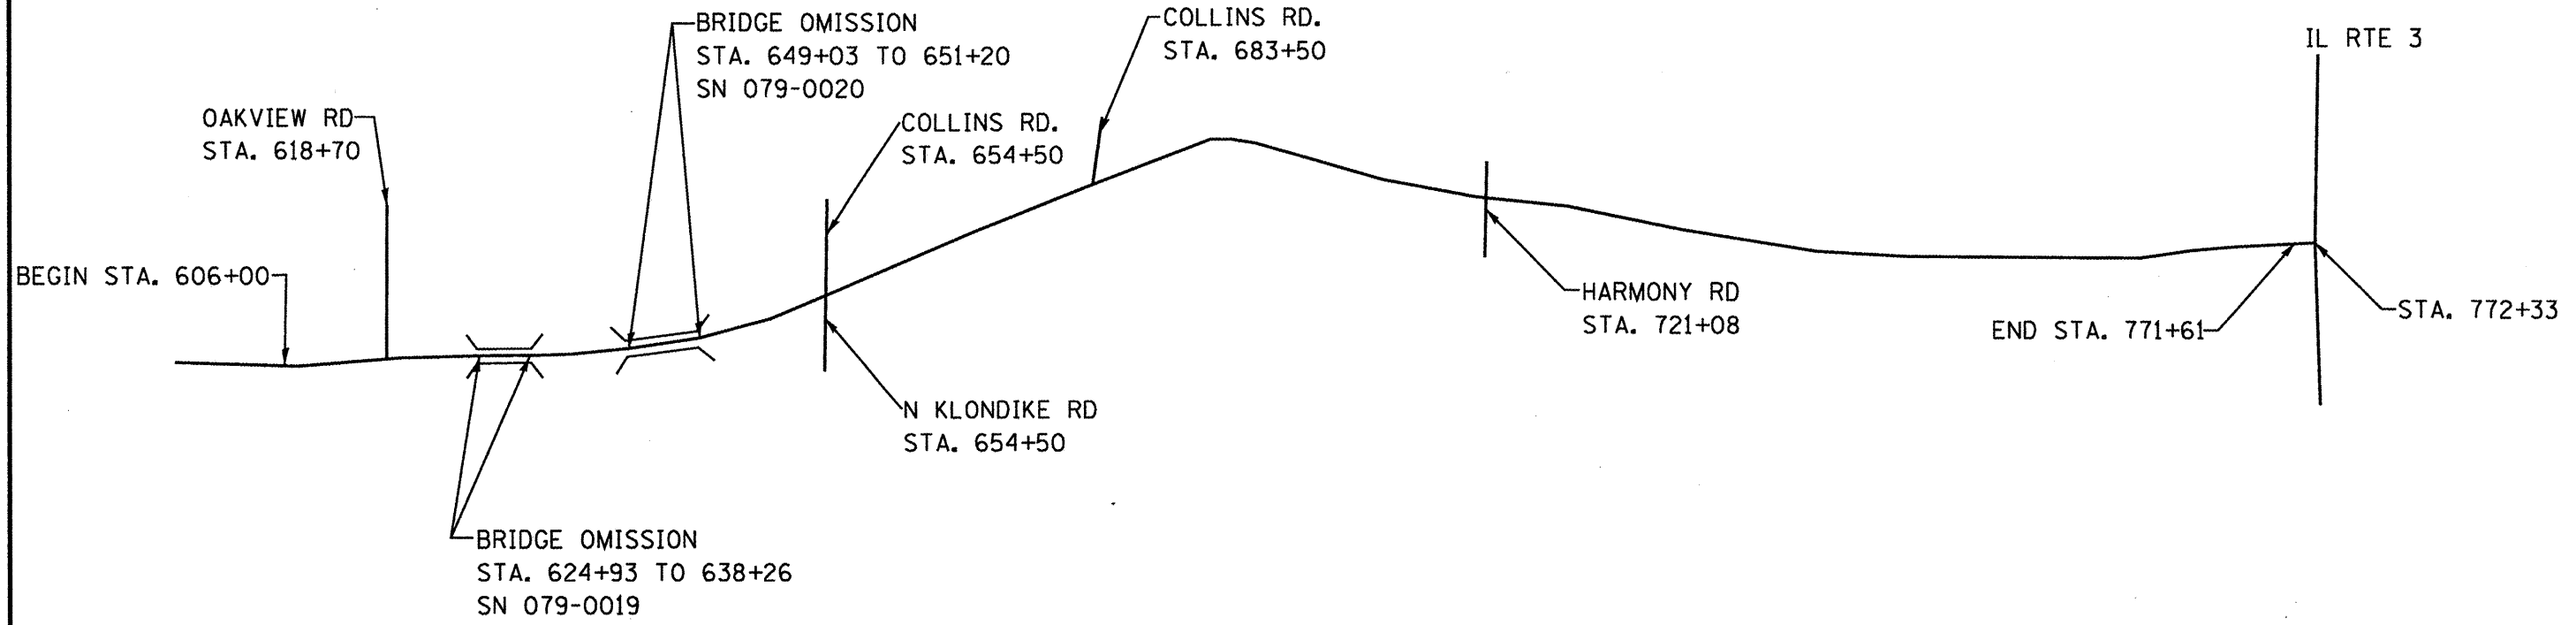 BRIDGE OMISSION
STA. 649+03 TO 651+20
SN 079-0020
COLLINS RD.
STA. 683+50
IL RTE 3
OAKVIEW RD
STA. 618+70
COLLINS RD.
STA. 654+50
BEGIN STA. 606+00
HARMONY RD
STA. 721+08
END STA. 771+61
STA. 772+33
N KLONDIKE RD
STA. 654+50
BRIDGE OMISSION
STA. 624+93 TO 638+26
SN 079-0019